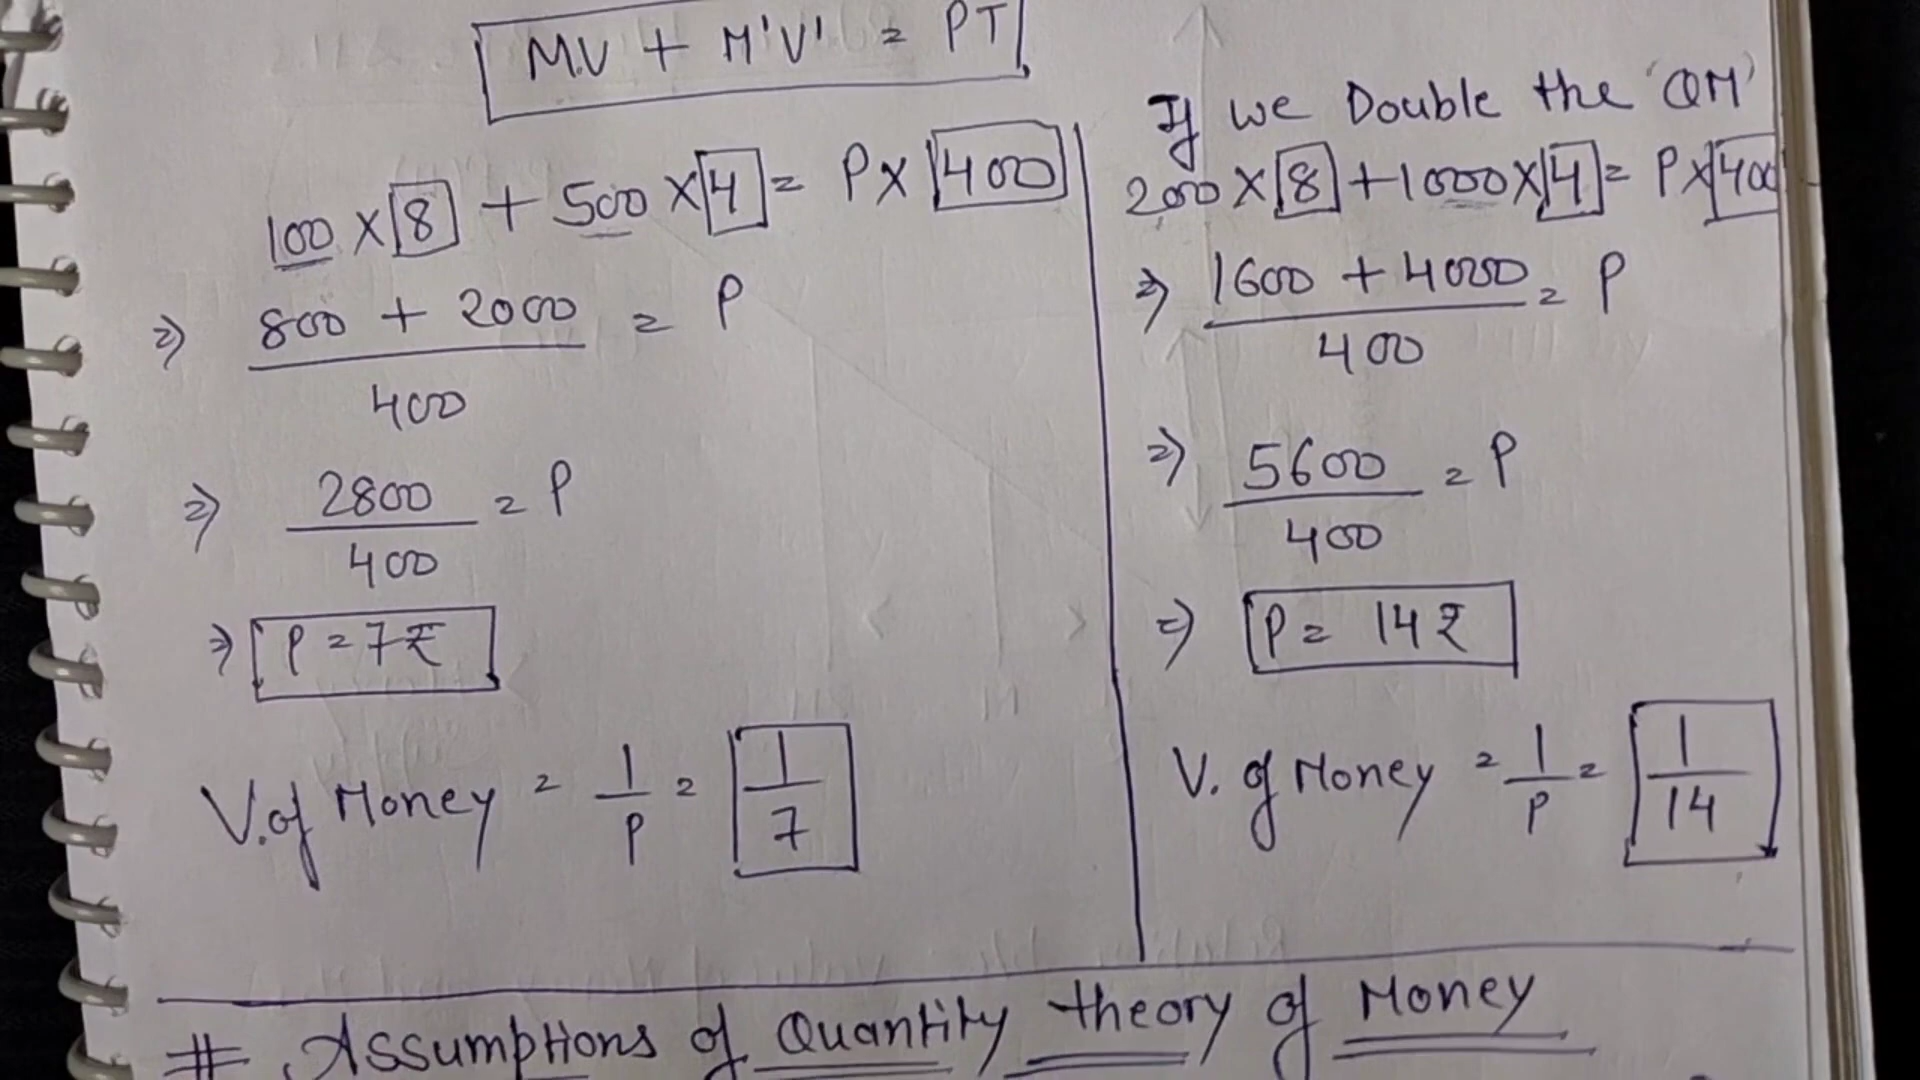 MV + M'V' = PT
100 × 8 + 500 × 4 = P × 400
⇒ 800 + 2000 = P
400
⇒ 2800 = P
400
⇒ P = 7₹
V. of Money = 1/P = 1/7
If we Double the 'QM'
200 × 8 + 1000 × 4 = P × 400
⇒ 1600 + 4000 = P
400
⇒ 5600 = P
400
⇒ P = 14₹
V. of Money = 1/P = 1/14
# Assumptions of Quantity theory of Money